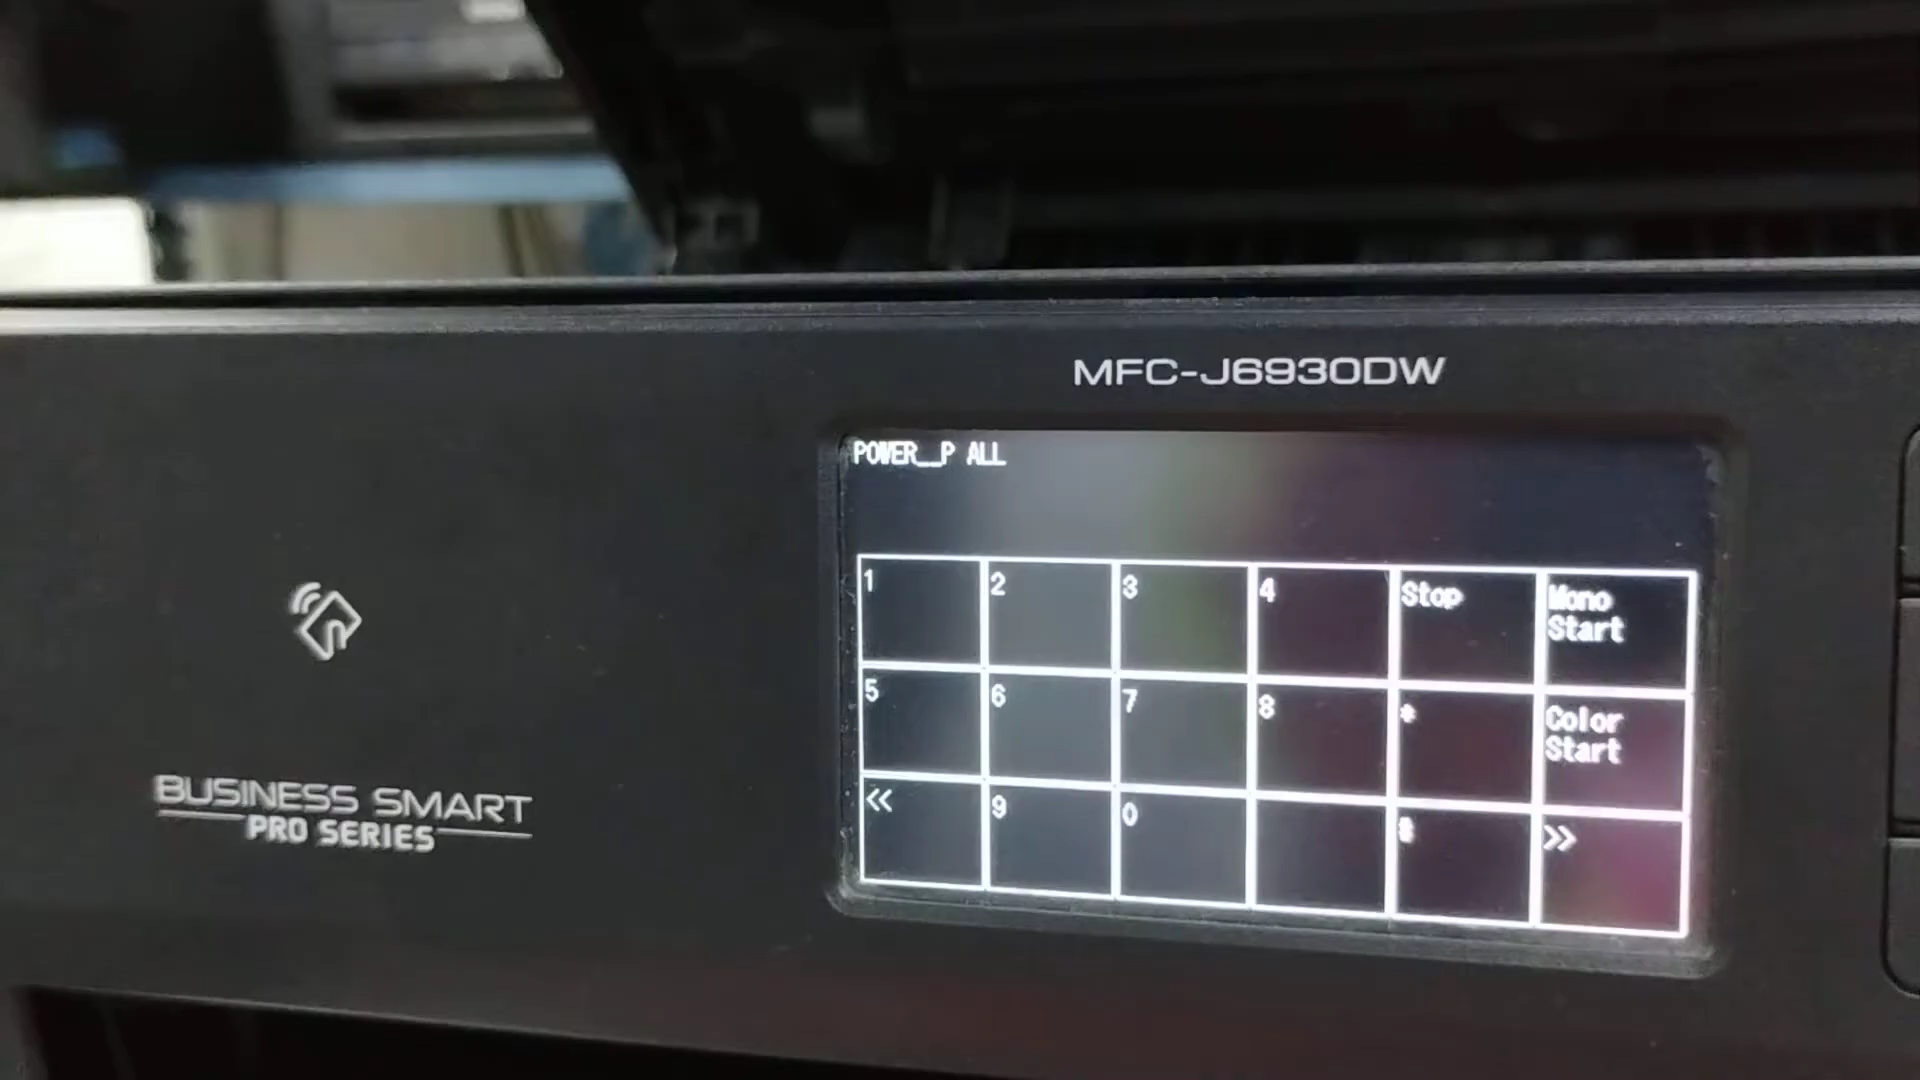 MFC-J6930DW
POWER__P ALL
1 2 3 4 Stop Mono Start
5 6 7 8 * Color Start
<< 9 0 # >>
BUSINESS SMART
PRO SERIES